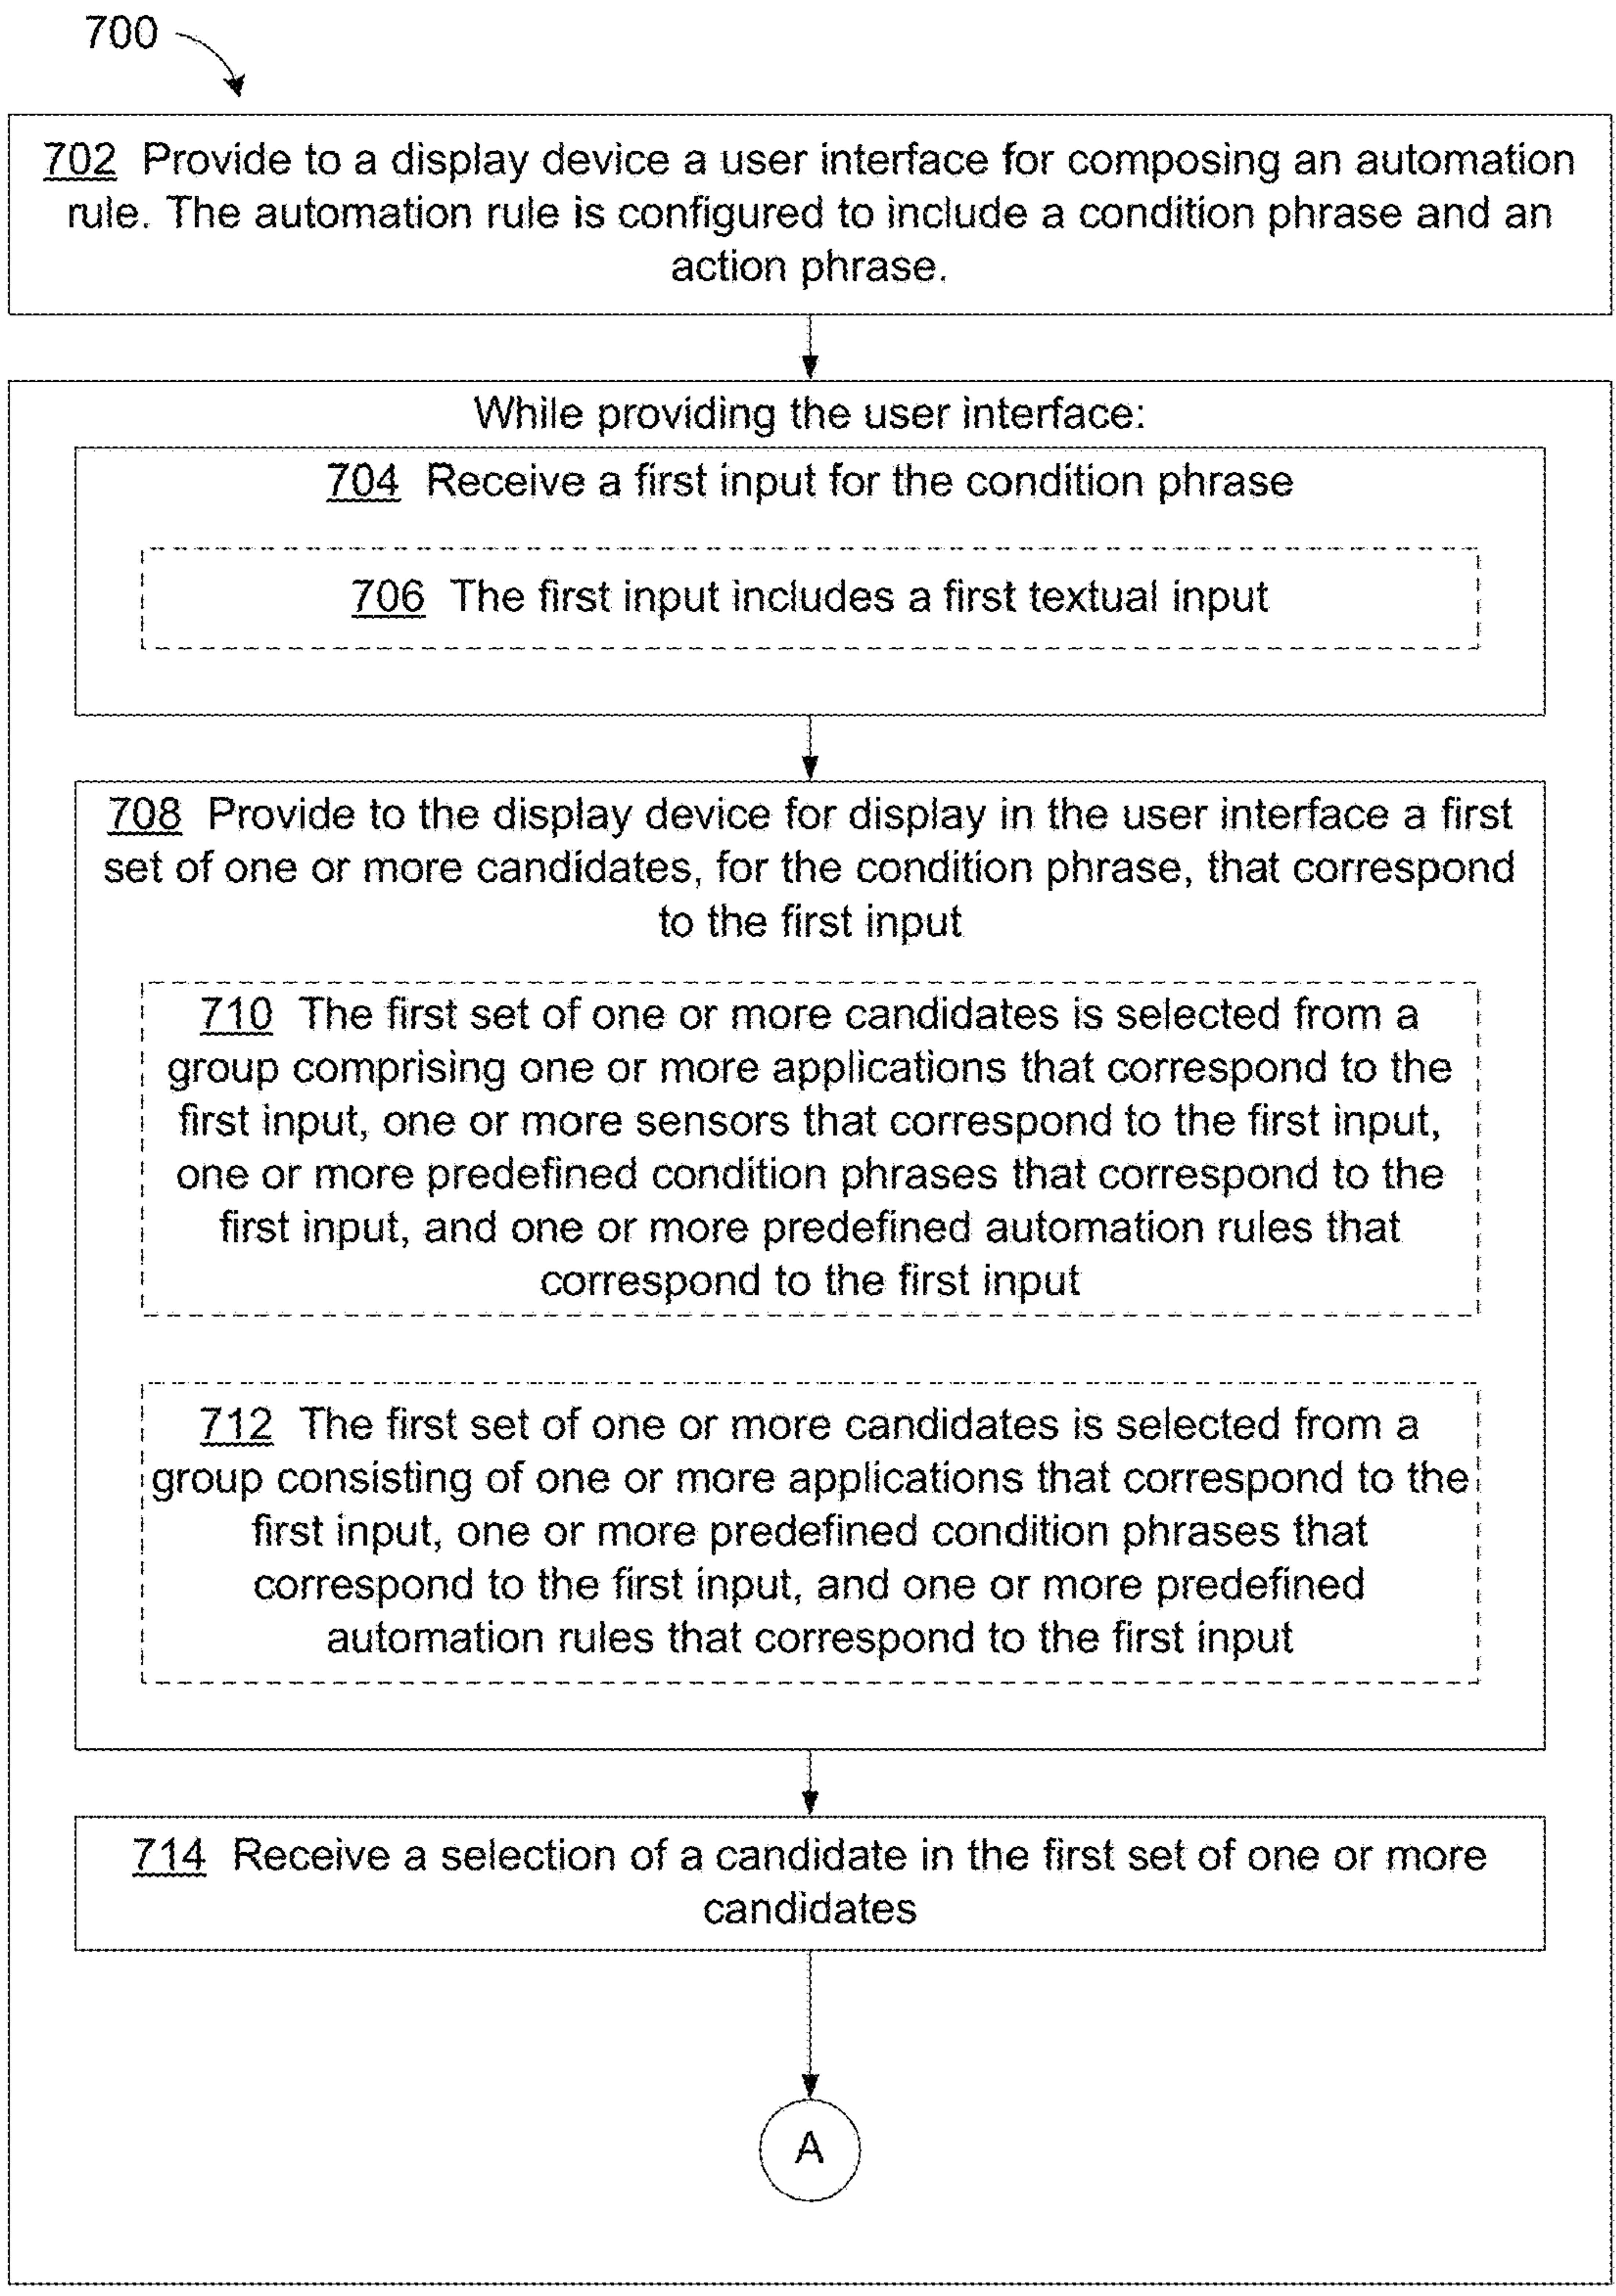 700
702 Provide to a display device a user interface for composing an automation
rule. The automation rule is configured to include a condition phrase and an
action phrase.
While providing the user interface:
704 Receive a first input for the condition phrase
706 The first input includes a first textual input
708 Provide to the display device for display in the user interface a first
set of one or more candidates, for the condition phrase, that correspond
to the first input
710 The first set of one or more candidates is selected from a
group comprising one or more applications that correspond to the
first input, one or more sensors that correspond to the first input,
one or more predefined condition phrases that correspond to the
first input, and one or more predefined automation rules that
correspond to the first input
712 The first set of one or more candidates is selected from a
group consisting of one or more applications that correspond to the
first input, one or more predefined condition phrases that
correspond to the first input, and one or more predefined
automation rules that correspond to the first input
714 Receive a selection of a candidate in the first set of one or more
candidates
A